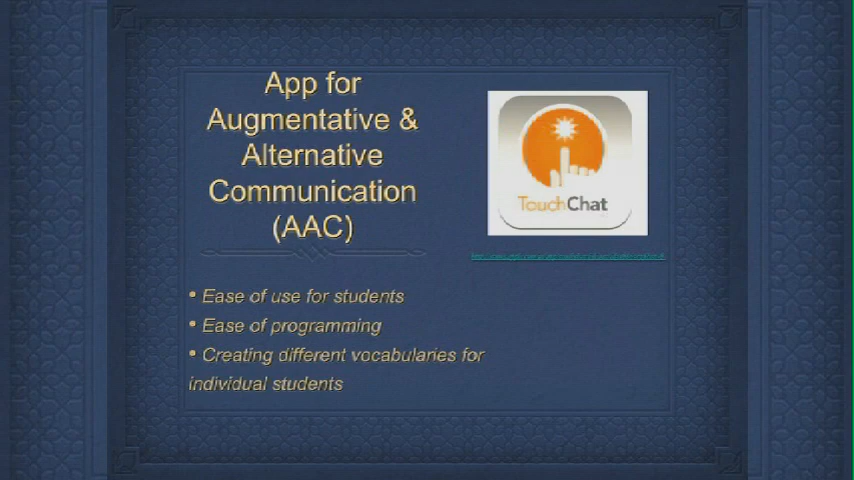 App for
Augmentative &
Alternative
Communication
(AAC)
TouchChat
• Ease of use for students
• Ease of programming
• Creating different vocabularies for
individual students